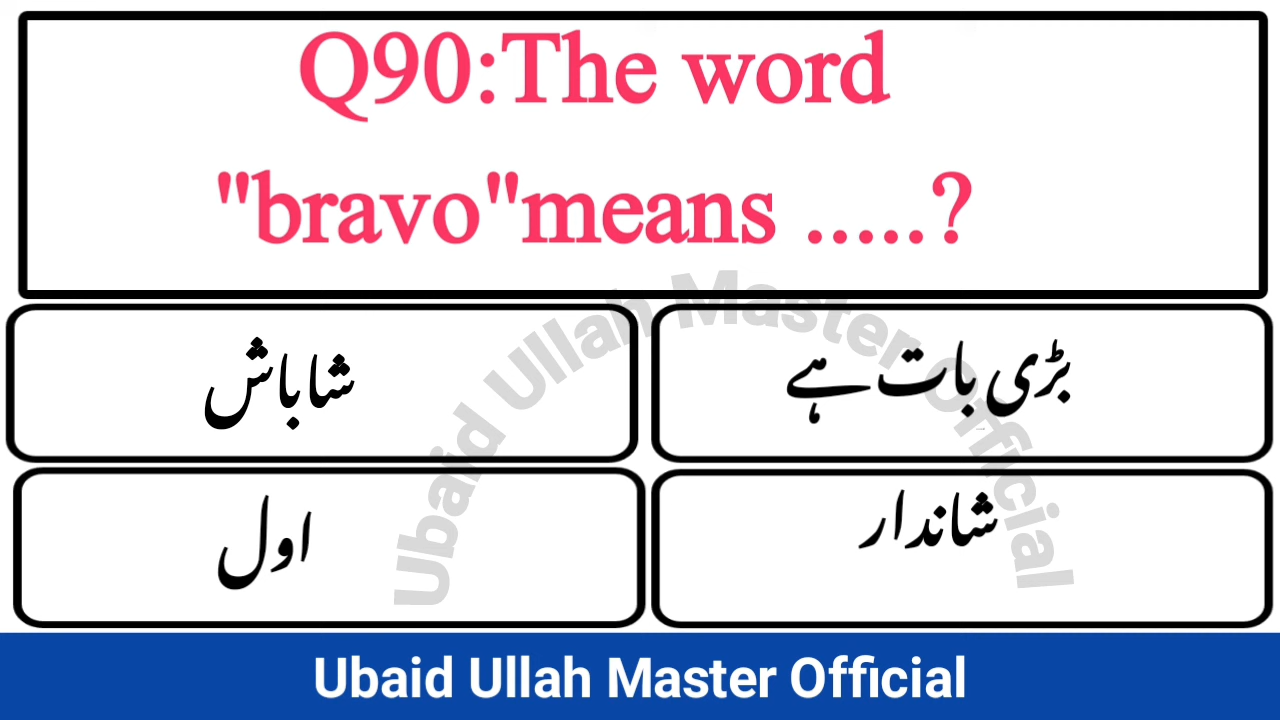 Q90:The word
"bravo"means .....?
شاباش
بڑی بات ہے
اول
شاندار
Ubaid Ullah Master Official
Ubaid Ullah Master Official